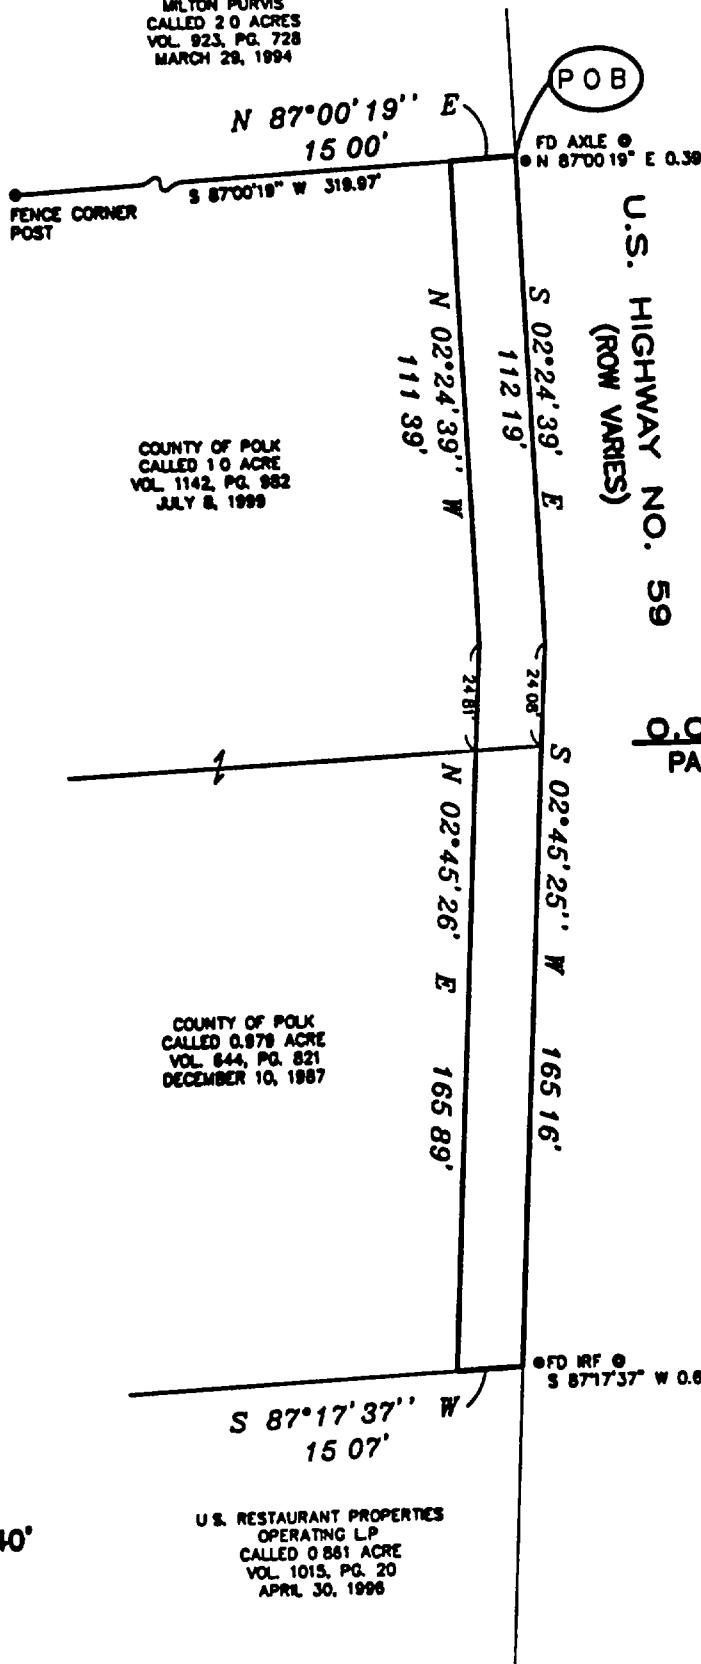 MILTON PURVIS
CALLED 2 0 ACRES
VOL. 923, PG. 728
MARCH 29, 1994
P O B
N 87°00'19'' E
15 00'
FD AXLE
N 87'00 19" E 0.39
S 87'00'19" W 319.97'
FENCE CORNER
POST
U.S. HIGHWAY NO. 59
(ROW VARIES)
S 02°24'39' E
112 19'
N 02°24'39'' W
111 39'
COUNTY OF POLK
CALLED 1 0 ACRE
VOL. 1142, PG. 982
JULY 8, 1999
24 81'
24 08'
0.0
PA
S 02°45'25'' W 165 16'
N 02°45'26' E 165 89'
COUNTY OF POLK
CALLED 0.979 ACRE
VOL. 644, PG. 821
DECEMBER 10, 1987
FD IRF
S 87'17'37" W 0.6
S 87°17'37'' W
15 07'
40'
U S. RESTAURANT PROPERTIES
OPERATING L.P
CALLED 0 861 ACRE
VOL. 1015, PG. 20
APRIL 30, 1996